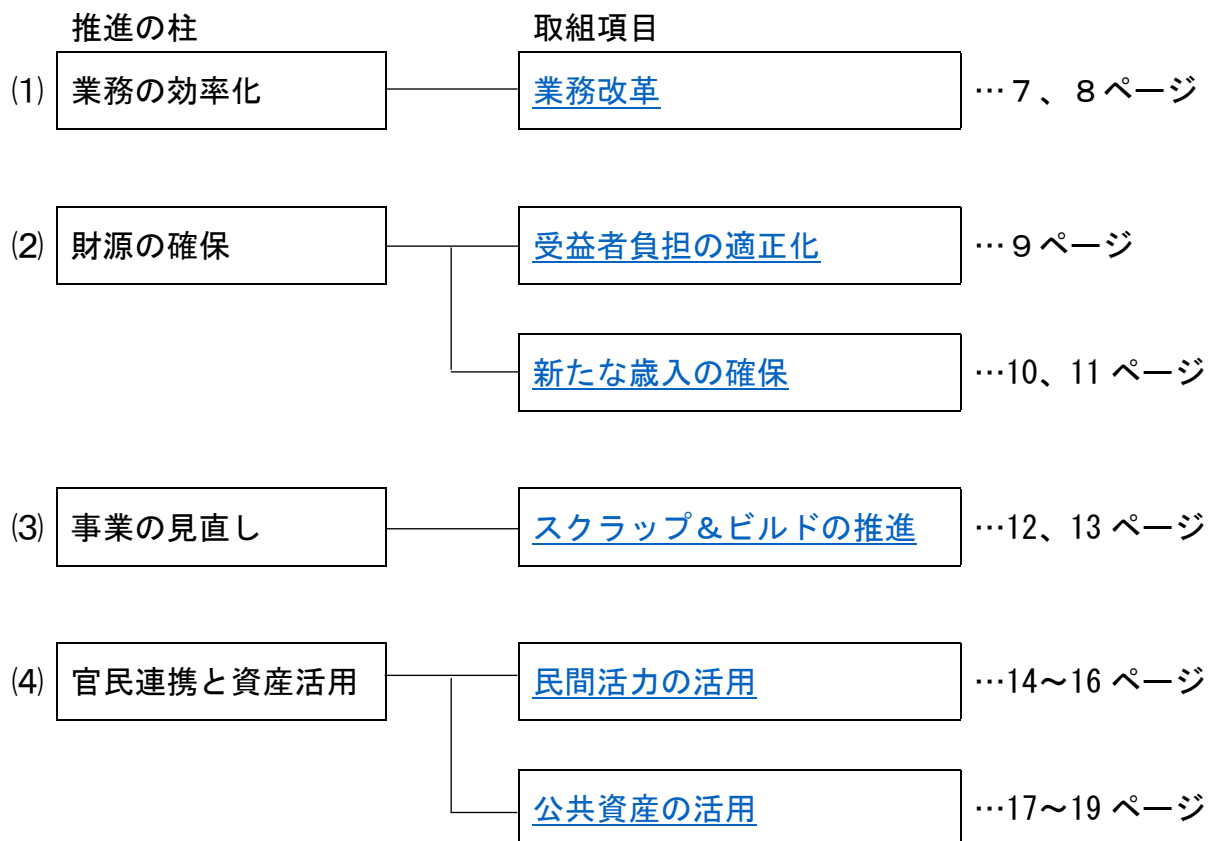 推進の柱 取組項目
⑴ 業務の効率化 業務改革 …７、８ページ
⑵ 財源の確保 受益者負担の適正化 …９ページ
新たな歳入の確保 …10、11 ページ
⑶ 事業の見直し スクラップ＆ビルドの推進 …12、13 ページ
⑷ 官民連携と資産活用 民間活力の活用 …14～16 ページ
公共資産の活用 …17～19 ページ